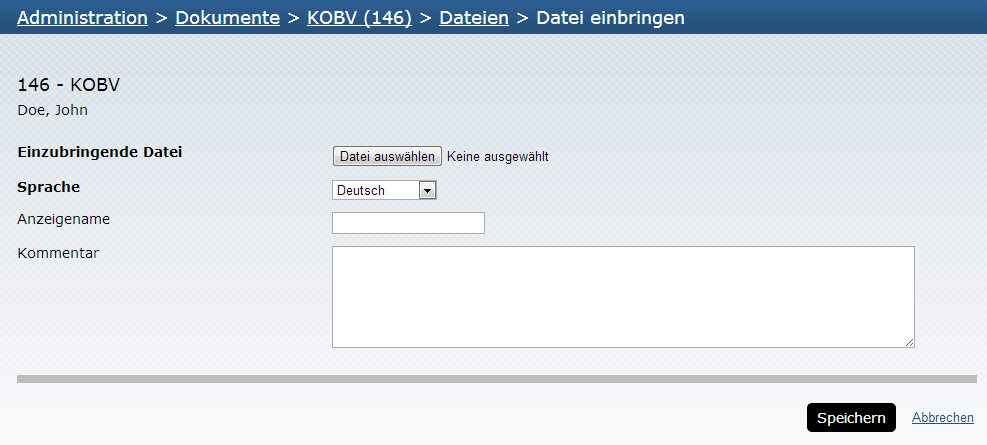 Administration > Dokumente > KOBV (146) > Dateien > Datei einbringen
146 - KOBV
Doe, John
Einzubringende Datei Datei auswählen Keine ausgewählt
Sprache Deutsch
Anzeigename
Kommentar
Speichern Abbrechen